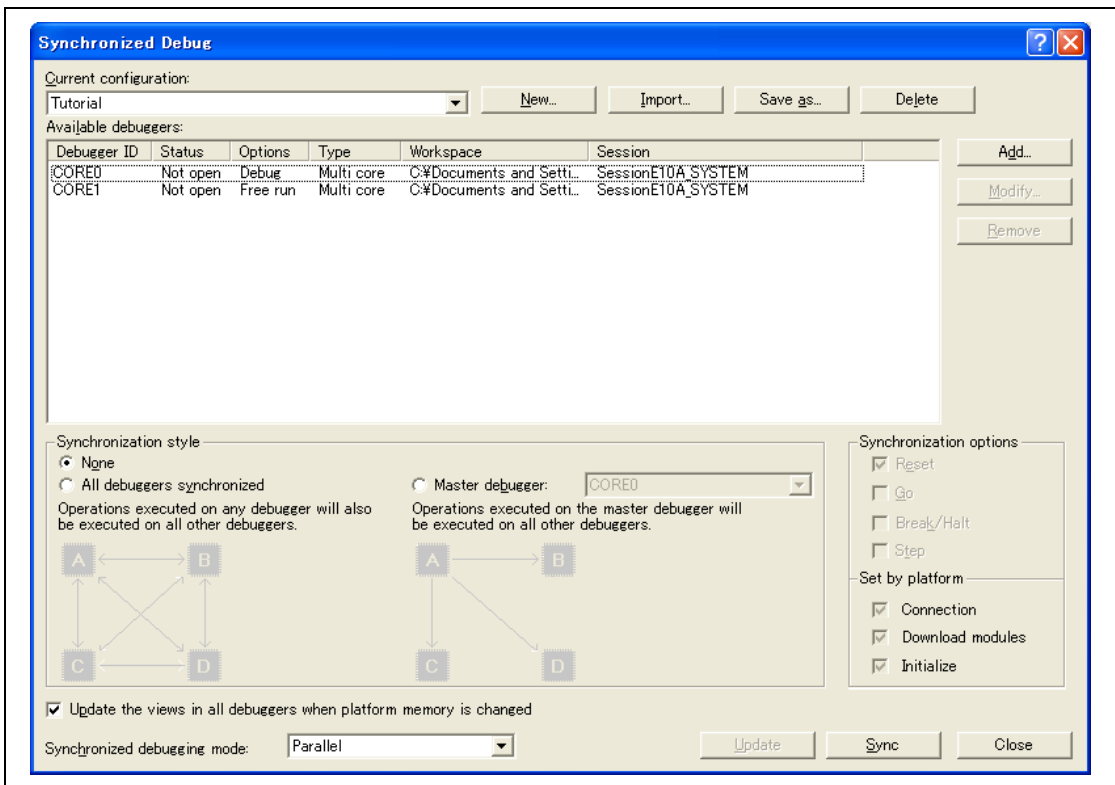 Synchronized Debug
Current configuration:
Tutorial
New...
Import...
Save as...
Delete
Available debuggers:
Debugger ID Status Options Type Workspace Session
CORE0 Not open Debug Multi core C:¥Documents and Setti... SessionE10A_SYSTEM
CORE1 Not open Free run Multi core C:¥Documents and Setti... SessionE10A_SYSTEM
Add...
Modify...
Remove
Synchronization style
None
All debuggers synchronized
Operations executed on any debugger will also
be executed on all other debuggers.
A B
C D
Master debugger: CORE0
Operations executed on the master debugger will
be executed on all other debuggers.
A B
C D
Synchronization options
Reset
Go
Break/Halt
Step
Set by platform
Connection
Download modules
Initialize
Update the views in all debuggers when platform memory is changed
Synchronized debugging mode: Parallel
Update
Sync
Close